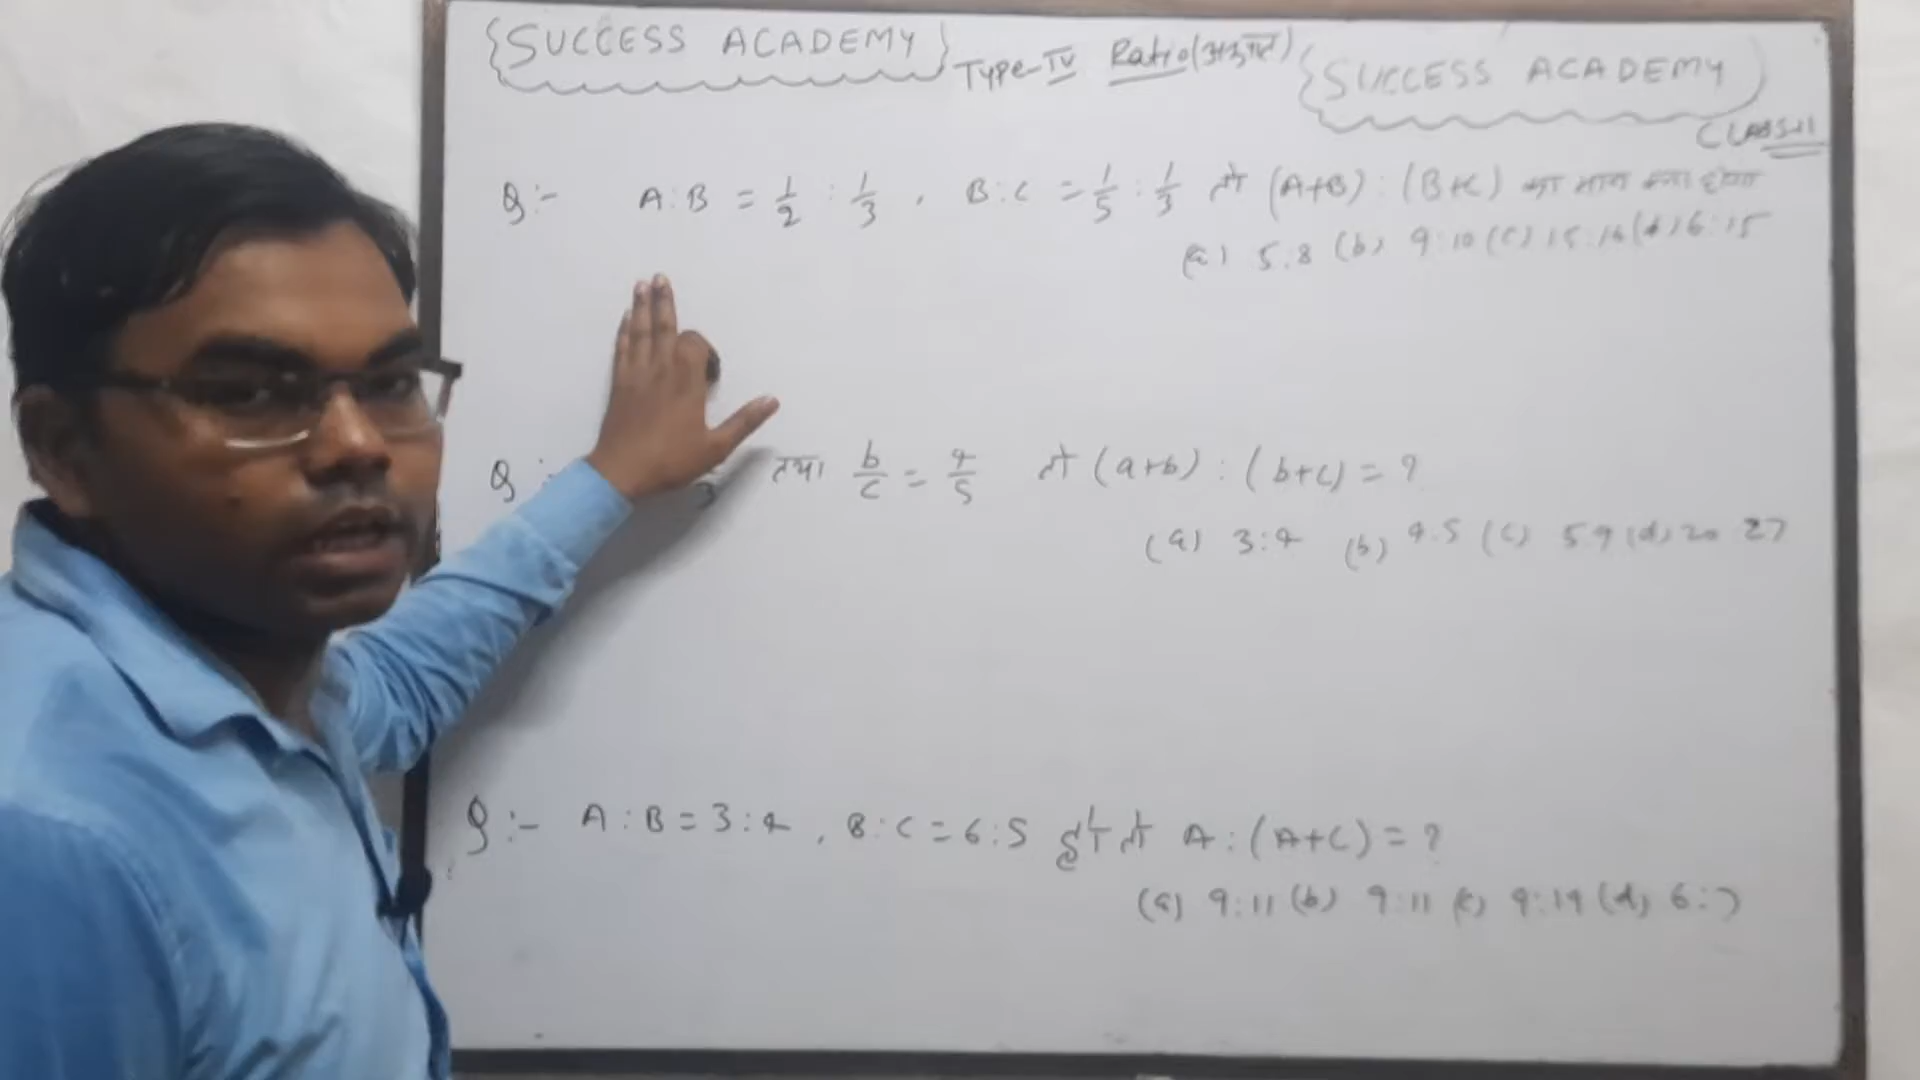 SUCCESS ACADEMY
Type-IV Ratio (अनुपात)
SUCCESS ACADEMY
CLASS-11
Q:- A:B = 1/2 : 1/3 , B:C = 1/5 : 1/3 तो (A+B) : (B+C) का मान क्या होगा
(a) 5:8 (b) 9:10 (c) 15:16 (d) 6:15
Q :- 3 तथा b/c = 4/5 तो (a+b) : (b+c) = ?
(a) 3:4 (b) 4:5 (c) 5:9 (d) 20 27
Q :- A:B = 3:4 , B:C = 6:5 हो तो A : (A+C) = ?
(a) 9:11 (b) 9:11 (c) 9:19 (d) 6:7